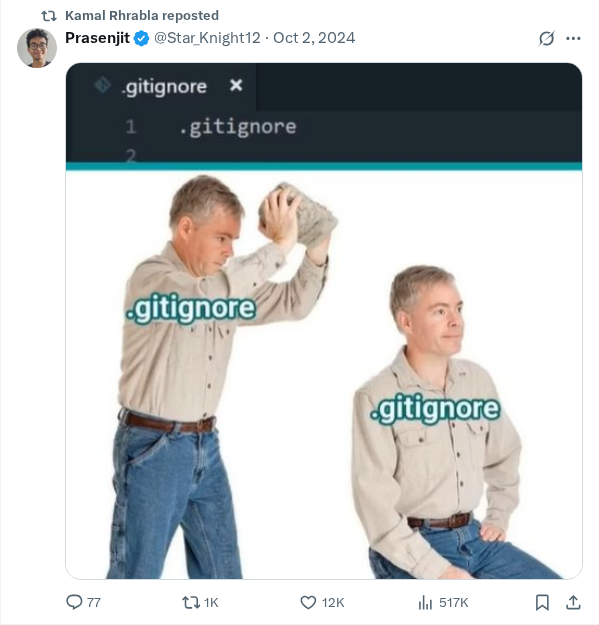 Kamal Rhrabla reposted
Prasenjit @Star_Knight12 · Oct 2, 2024
.gitignore ×
1 .gitignore
2
.gitignore
.gitignore
77 1K 12K 517K